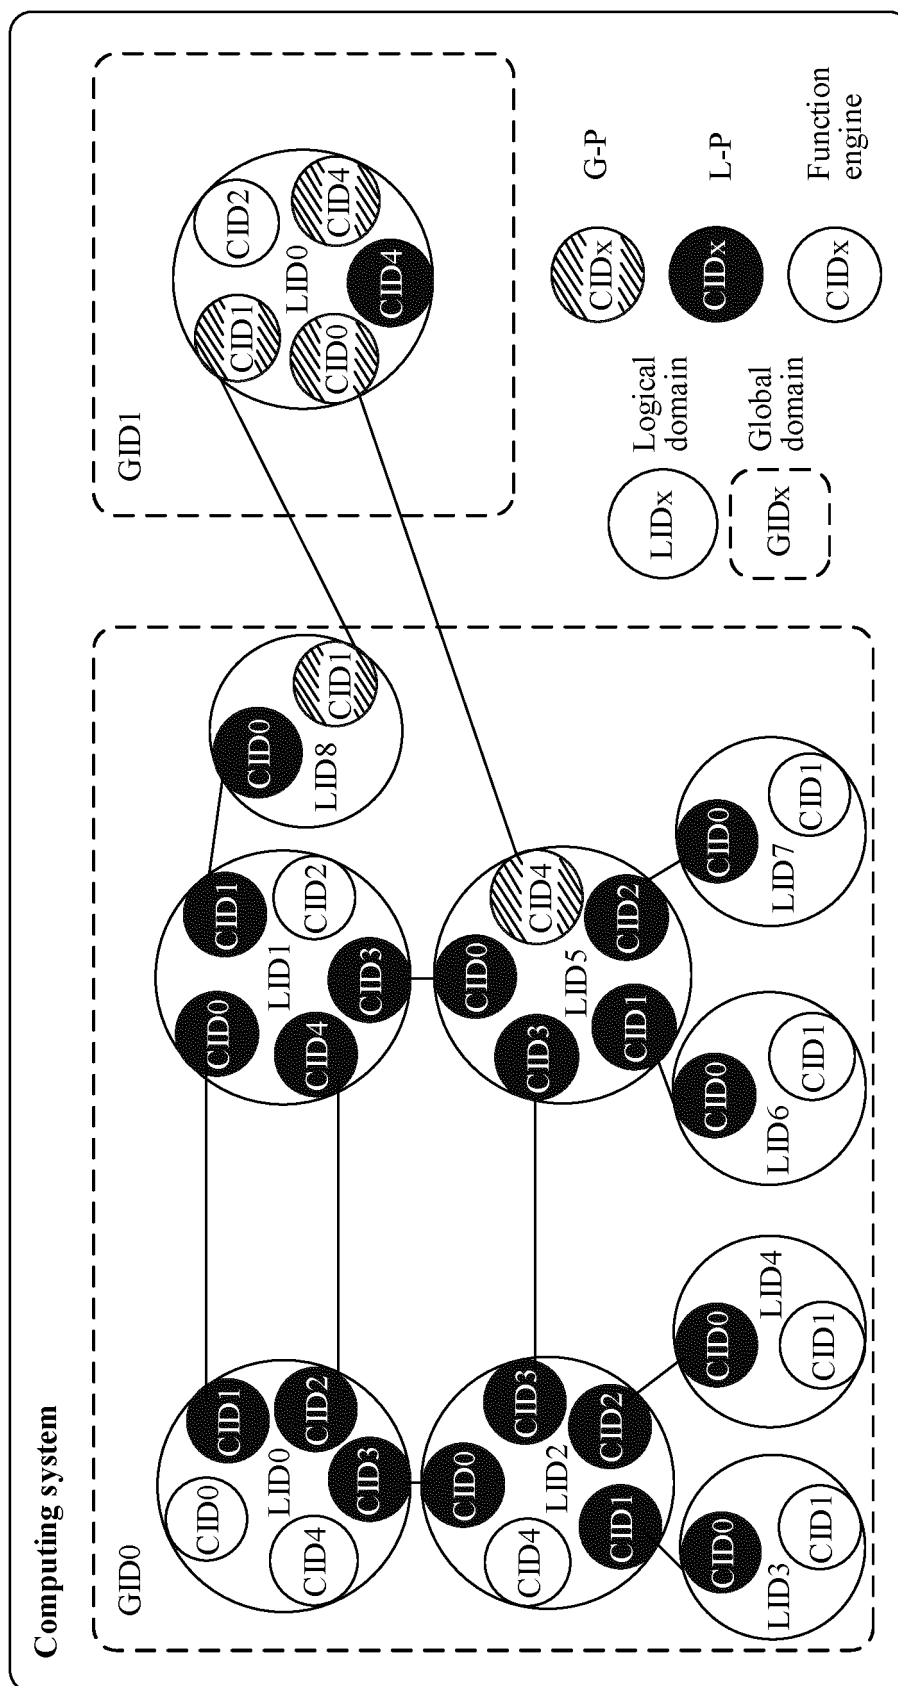 Computing system
GID0
CID0
CID1
LID0
CID4
CID2
CID3
CID0
CID1
LID1
CID4
CID2
CID3
CID0
LID8
CID1
CID0
CID3
CID4
LID2
CID1
CID2
CID0
CID3
CID4
LID5
CID1
CID2
CID0
LID3
CID1
CID0
LID4
CID1
CID0
LID6
CID1
CID0
LID7
CID1
GID1
CID1
CID2
LID0
CID0
CID4
CID4
LIDx
Logical
domain
GIDx
Global
domain
CIDx
G-P
CIDx
L-P
CIDx
Function
engine